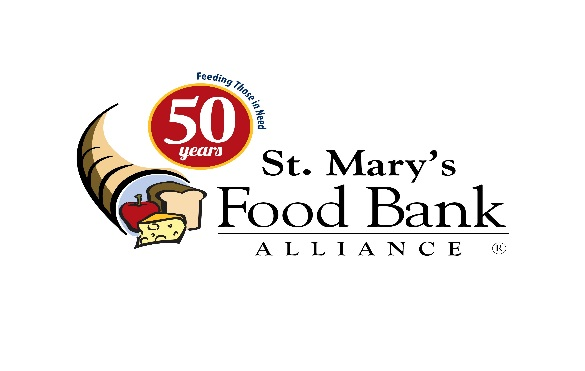 Feeding Those in Need
50
years
St. Mary's
Food Bank
ALLIANCE ®